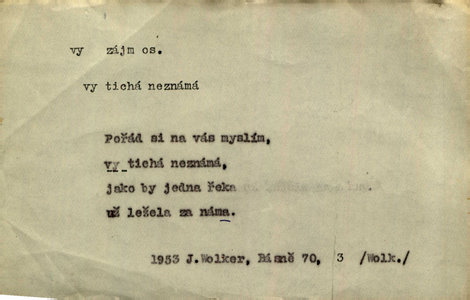 vy zájm os.
vy tichá neznámá
Pořád si na vás myslím,
vy tichá neznámá,
jako by jedna řeka
už ležela za náma.
1953 J.Wolker, Básně 70, 3 /Wolk./